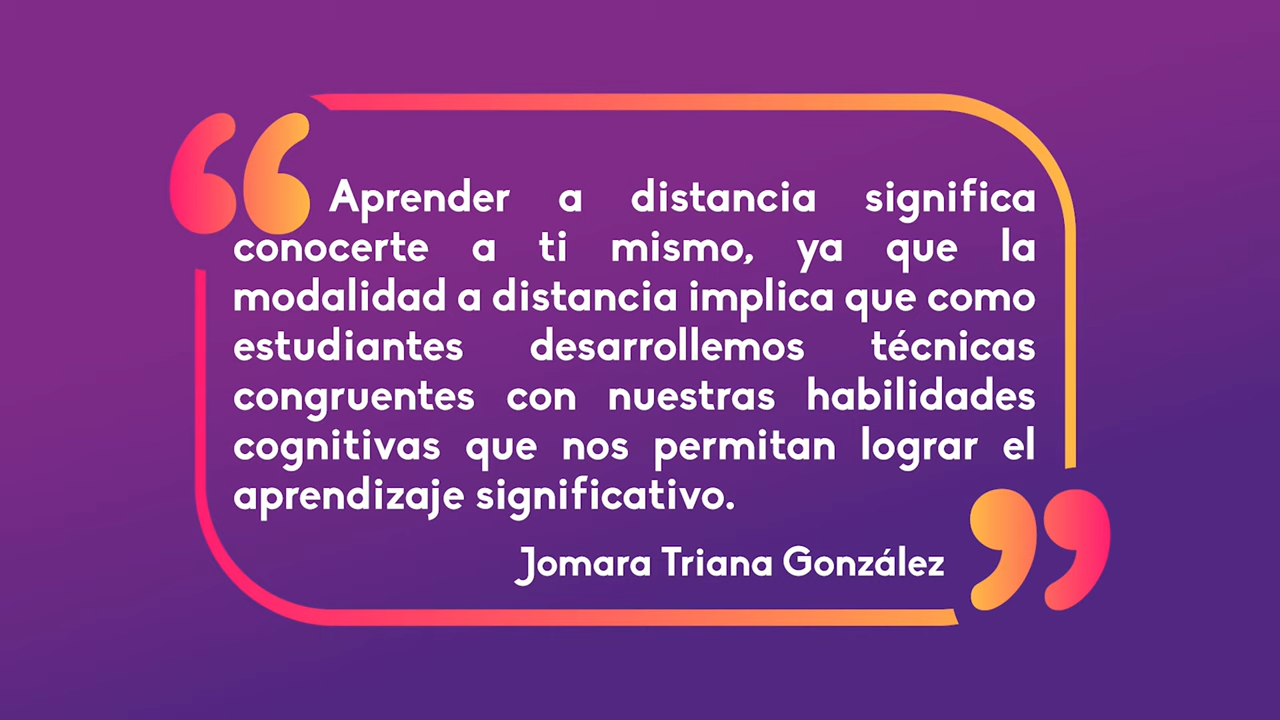 Aprender a distancia significa
conocerte a ti mismo, ya que la
modalidad a distancia implica que como
estudiantes desarrollemos técnicas
congruentes con nuestras habilidades
cognitivas que nos permitan lograr el
aprendizaje significativo.
Jomara Triana González